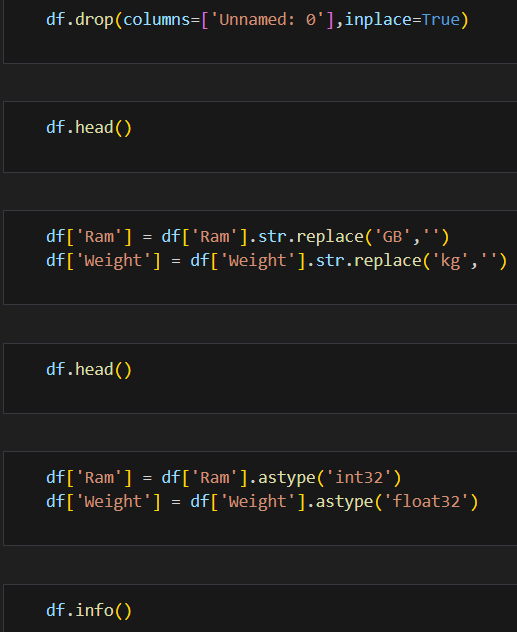 df.drop(columns=['Unnamed: 0'],inplace=True)
df.head()
df['Ram'] = df['Ram'].str.replace('GB','')
df['Weight'] = df['Weight'].str.replace('kg','')
df.head()
df['Ram'] = df['Ram'].astype('int32')
df['Weight'] = df['Weight'].astype('float32')
df.info()